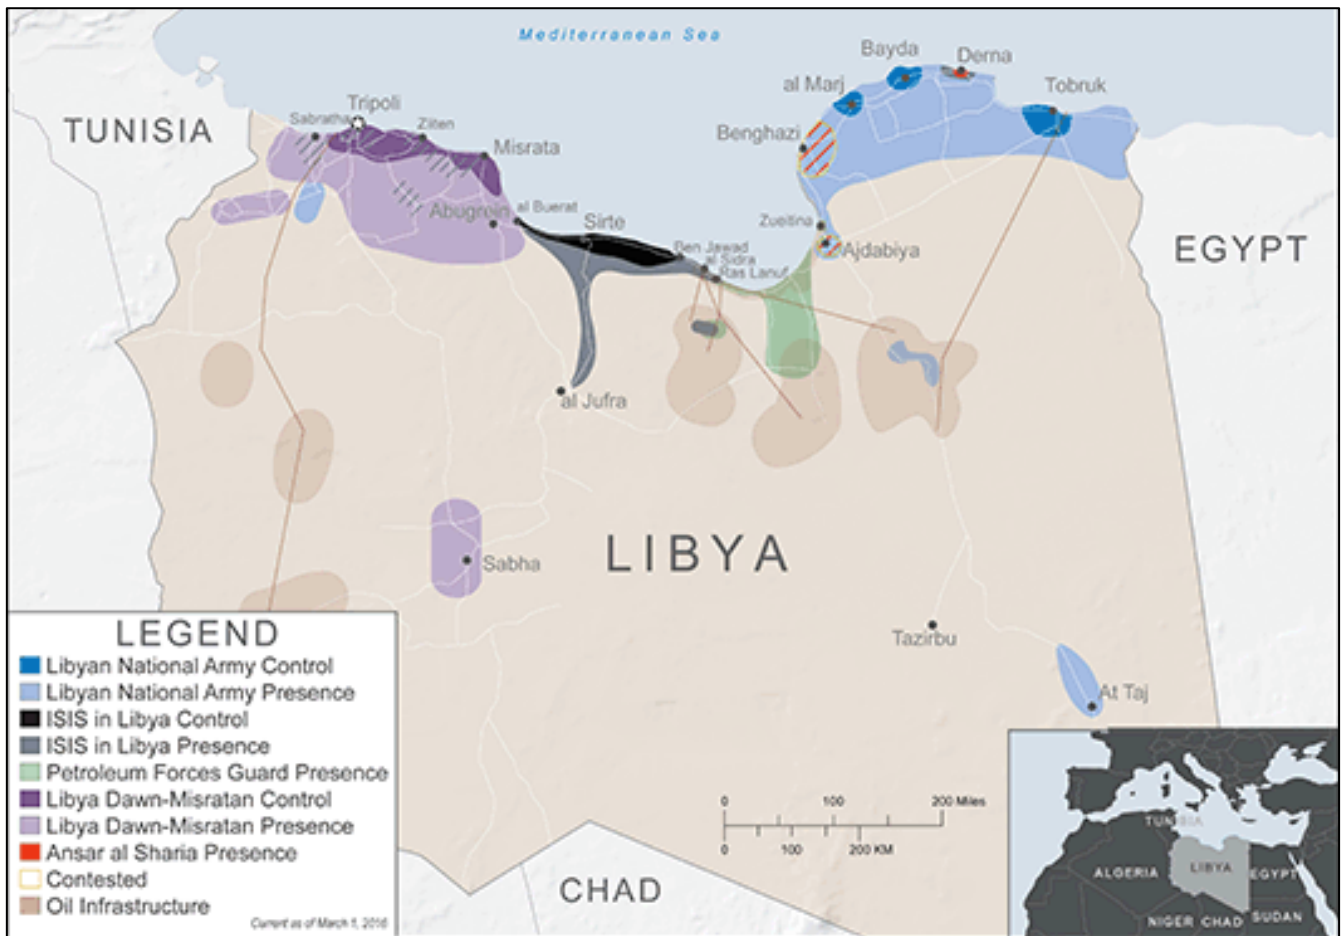 Mediterranean Sea
Bayda
Derna
al Marj
Tobruk
Tripoli
Sabratha
Zliten
TUNISIA
Benghazi
Misrata
Abugrein
al Buerat
Sirte
Zueitina
Ben Jawad
al Sidra
Ras Lanuf
Ajdabiya
EGYPT
al Jufra
LIBYA
Sabha
Tazirbu
At Taj
CHAD
LEGEND
Libyan National Army Control
Libyan National Army Presence
ISIS in Libya Control
ISIS in Libya Presence
Petroleum Forces Guard Presence
Libya Dawn-Misratan Control
Libya Dawn-Misratan Presence
Ansar al Sharia Presence
Contested
Oil Infrastructure
Current as of March 1, 2016
0 100 200 Miles
0 100 200 KM
TUNISIA
ALGERIA
LIBYA
EGYPT
NIGER
CHAD
SUDAN